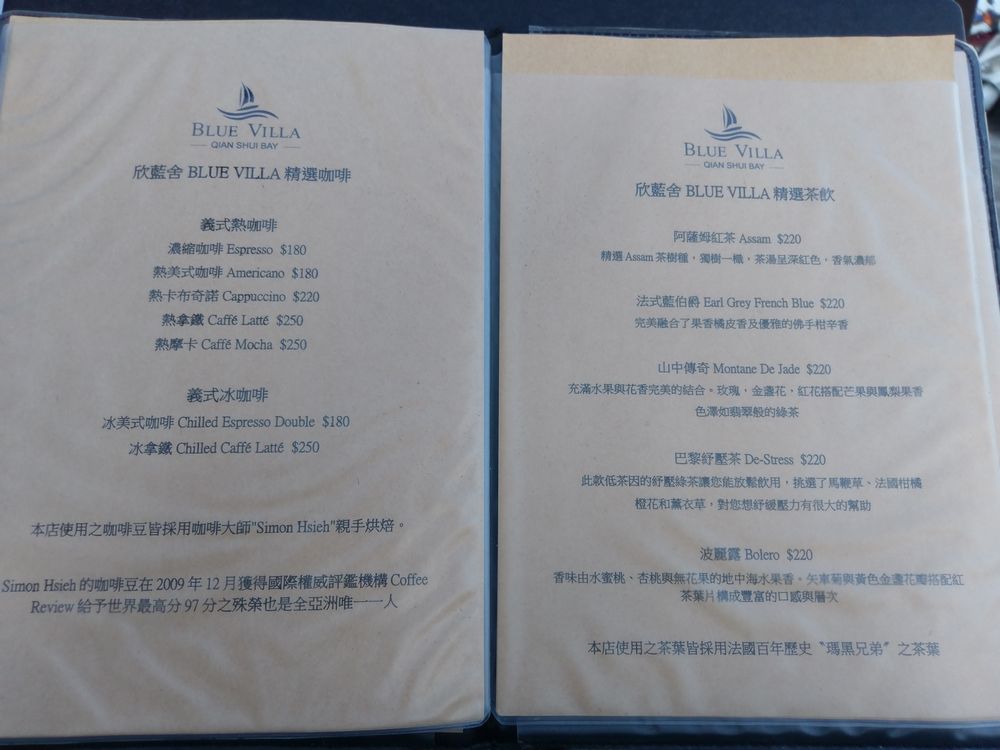 BLUE VILLA
QIAN SHUI BAY
欣藍舍 BLUE VILLA 精選咖啡
義式熱咖啡
濃縮咖啡 Espresso $180
熱美式咖啡 Americano $180
熱卡布奇諾 Cappuccino $220
熱拿鐵 Caffé Latté $250
熱摩卡 Caffé Mocha $250
義式冰咖啡
冰美式咖啡 Chilled Espresso Double $180
冰拿鐵 Chilled Caffé Latté $250
本店使用之咖啡豆皆採用咖啡大師"Simon Hsieh"親手烘焙。
Simon Hsieh 的咖啡豆在 2009 年 12 月獲得國際權威評鑑機構 Coffee
Review 給予世界最高分 97 分之殊榮也是全亞洲唯一一人
BLUE VILLA
QIAN SHUI BAY
欣藍舍 BLUE VILLA 精選茶飲
阿薩姆紅茶 Assam $220
精選 Assam 茶樹種，獨樹一幟，茶湯呈深紅色，香氣濃郁
法式藍伯爵 Earl Grey French Blue $220
完美融合了果香橘皮香及優雅的佛手柑辛香
山中傳奇 Montane De Jade $220
充滿水果與花香完美的結合。玫瑰，金盞花，紅花搭配芒果與鳳梨果香
色澤如翡翠般的綠茶
巴黎紓壓茶 De-Stress $220
此款低茶因的紓壓綠茶讓您能放鬆飲用，挑選了馬鞭草、法國柑橘
橙花和薰衣草，對您想紓緩壓力有很大的幫助
波麗露 Bolero $220
香味由水蜜桃、杏桃與無花果的地中海水果香。矢車菊與黃色金盞花瓣搭配紅
茶葉片構成豐富的口感與層次
本店使用之茶葉皆採用法國百年歷史〝瑪黑兄弟〞之茶葉